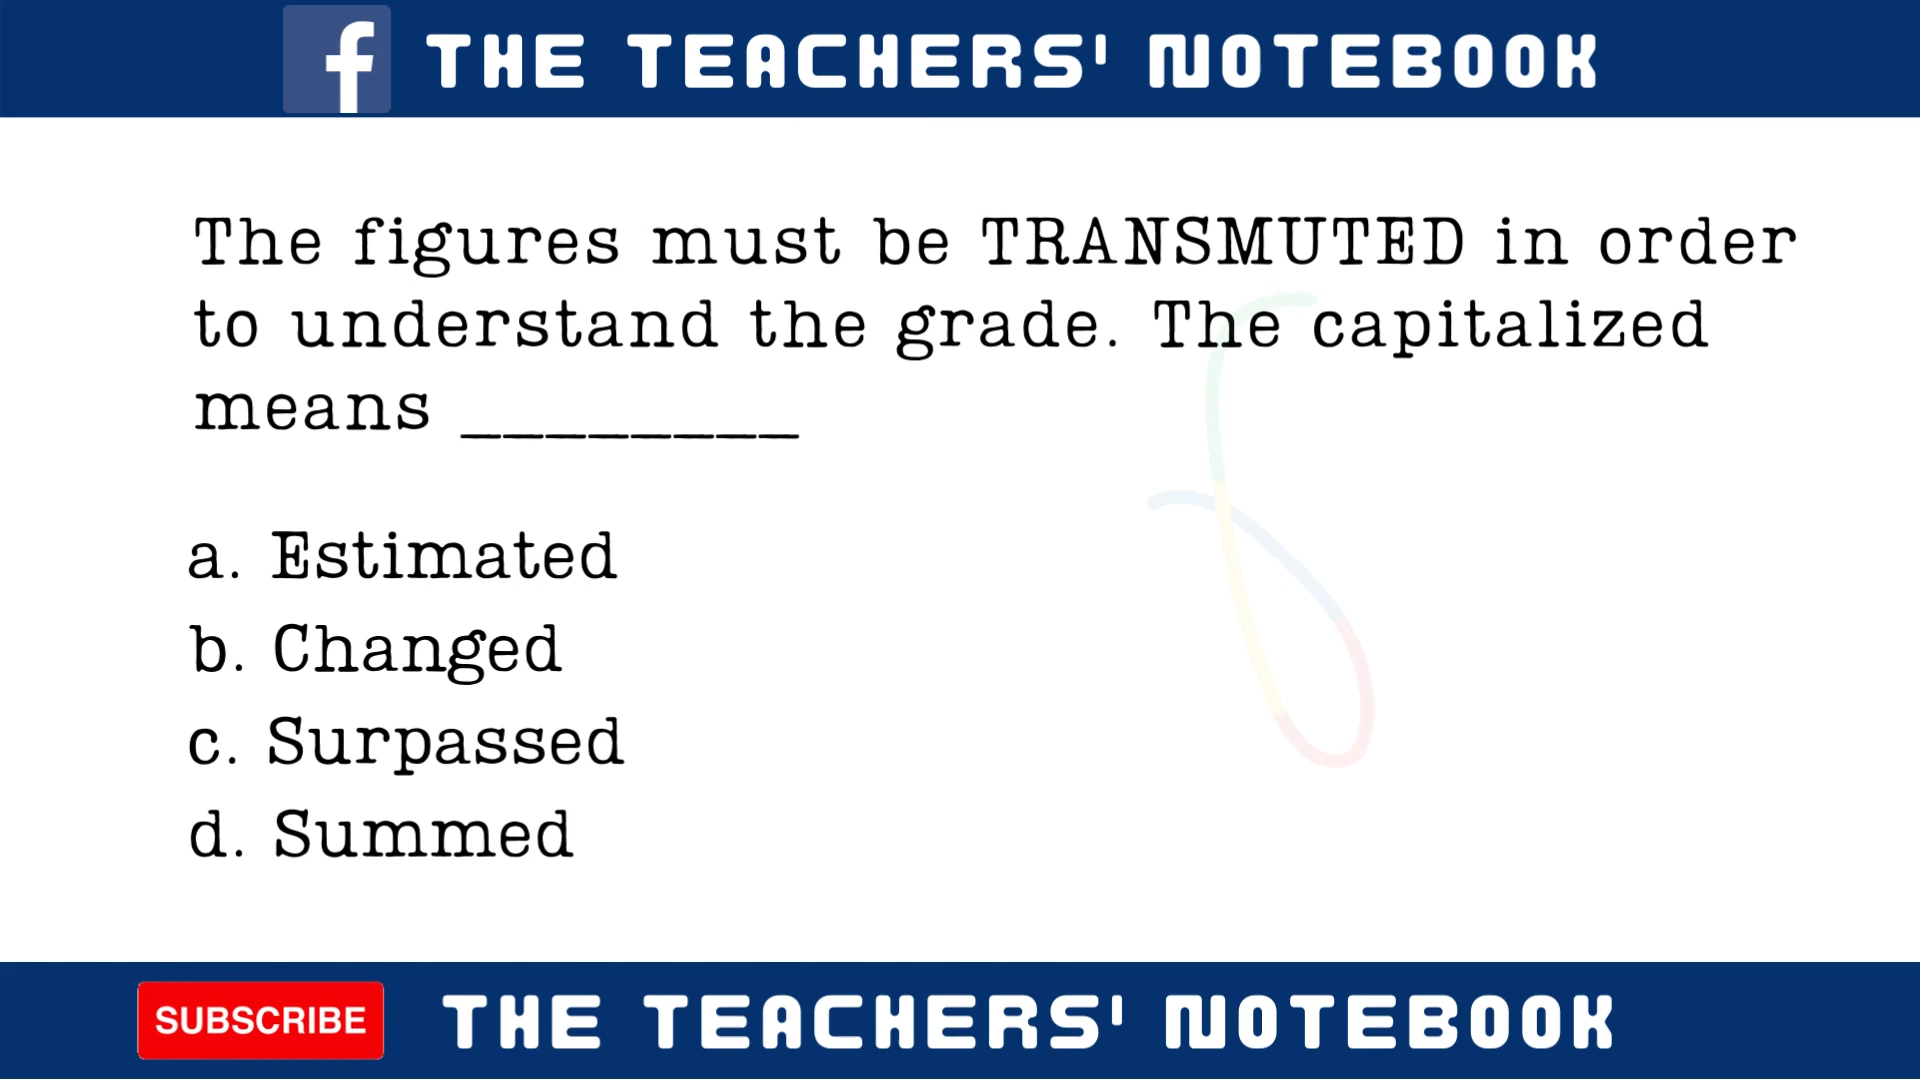 f THE TEACHERS' NOTEBOOK
The figures must be TRANSMUTED in order
to understand the grade. The capitalized
means ________
a. Estimated
b. Changed
c. Surpassed
d. Summed
SUBSCRIBE THE TEACHERS' NOTEBOOK